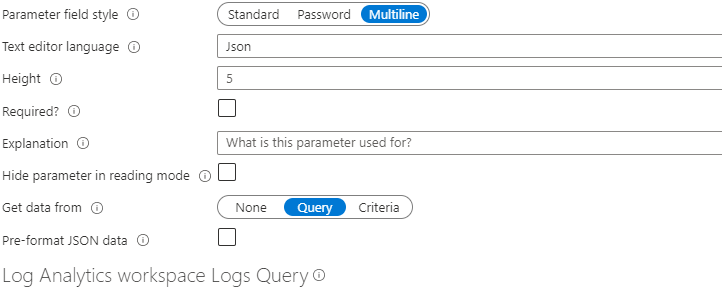 Parameter field style Standard Password Multiline
Text editor language Json
Height 5
Required?
Explanation What is this parameter used for?
Hide parameter in reading mode
Get data from None Query Criteria
Pre-format JSON data
Log Analytics workspace Logs Query